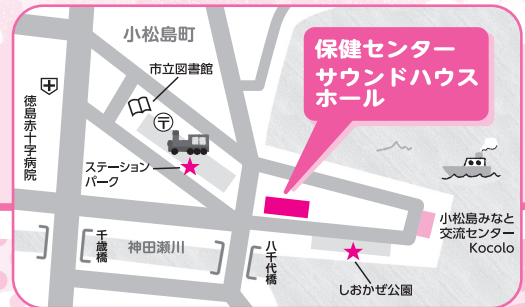 小松島町
市立図書館
保健センター
サウンドハウス
ホール
徳島赤十字病院
〒
ステーション
パーク
千歳橋
神田瀬川
八千代橋
しおかぜ公園
小松島みなと
交流センター
Kocolo